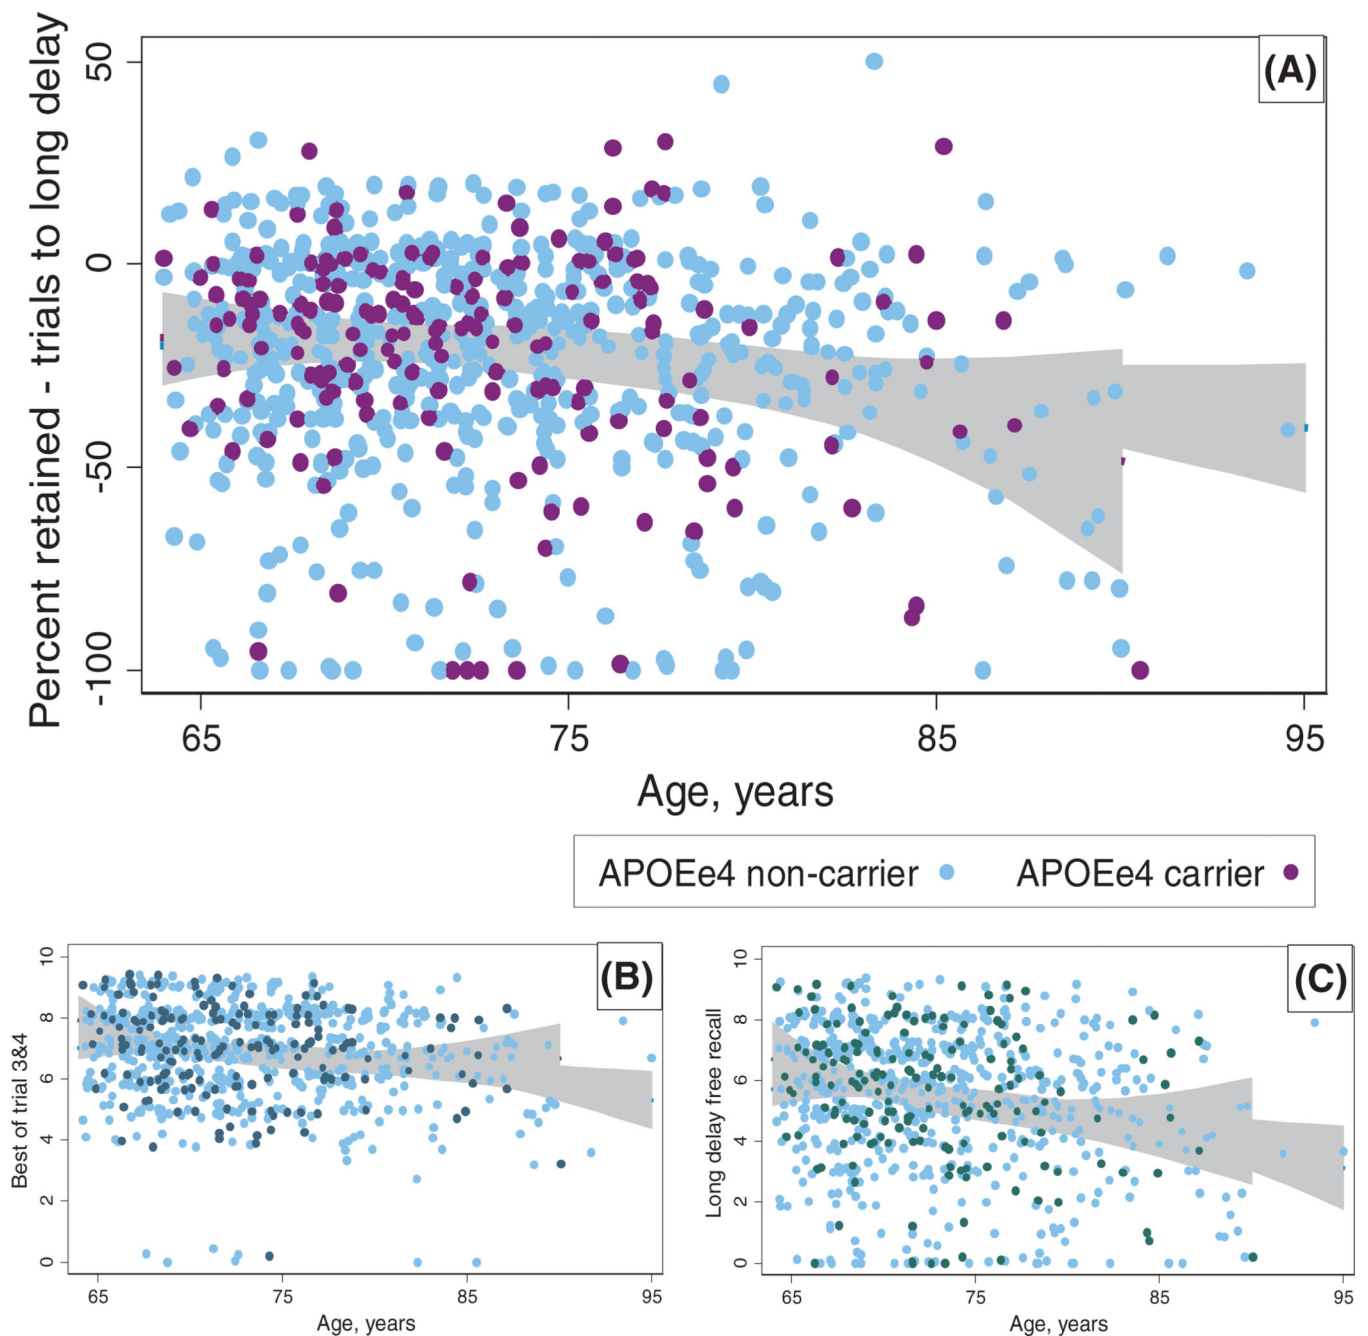 (A)
Percent retained - trials to long delay
50
0
-50
-100
65 75 85 95
Age, years
APOEe4 non-carrier APOEe4 carrier
(B)
Best of trial 3&4
10
8
6
4
2
0
65 75 85 95
Age, years
(C)
Long delay free recall
10
8
6
4
2
0
65 75 85 95
Age, years